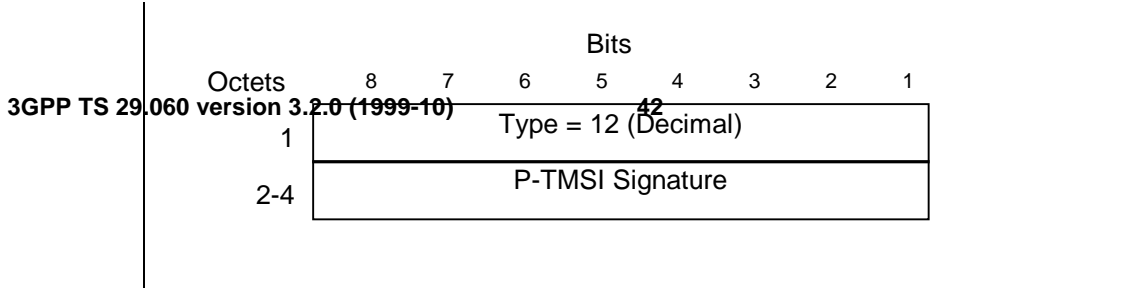 Bits
Octets 8 7 6 5 4 3 2 1
3GPP TS 29.060 version 3.2.0 (1999-10) 42
1 Type = 12 (Decimal)
2-4 P-TMSI Signature